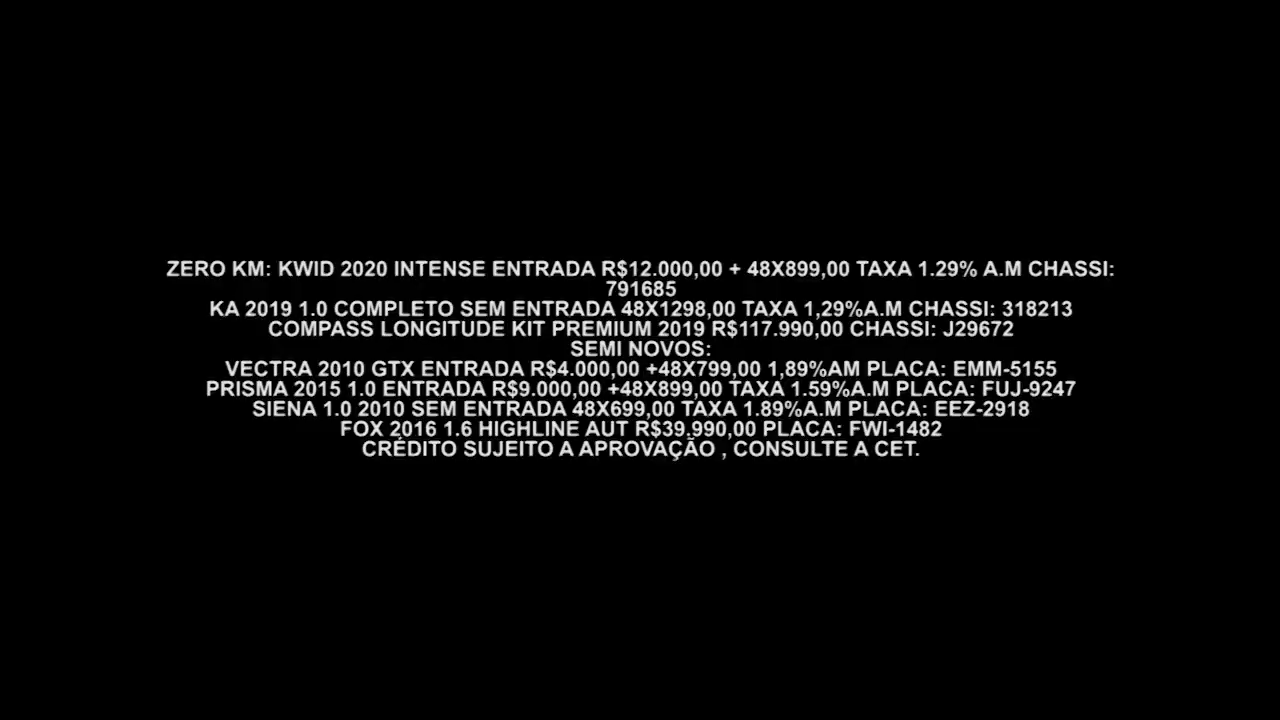 ZERO KM: KWID 2020 INTENSE ENTRADA R$12.000,00 + 48X899,00 TAXA 1.29% A.M CHASSI:
791685
KA 2019 1.0 COMPLETO SEM ENTRADA 48X1298,00 TAXA 1,29%A.M CHASSI: 318213
COMPASS LONGITUDE KIT PREMIUM 2019 R$117.990,00 CHASSI: J29672
SEMI NOVOS:
VECTRA 2010 GTX ENTRADA R$4.000,00 +48X799,00 1,89%AM PLACA: EMM-5155
PRISMA 2015 1.0 ENTRADA R$9.000,00 +48X899,00 TAXA 1.59%A.M PLACA: FUJ-9247
SIENA 1.0 2010 SEM ENTRADA 48X699,00 TAXA 1.89%A.M PLACA: EEZ-2918
FOX 2016 1.6 HIGHLINE AUT R$39.990,00 PLACA: FWI-1482
CRÉDITO SUJEITO A APROVAÇÃO , CONSULTE A CET.